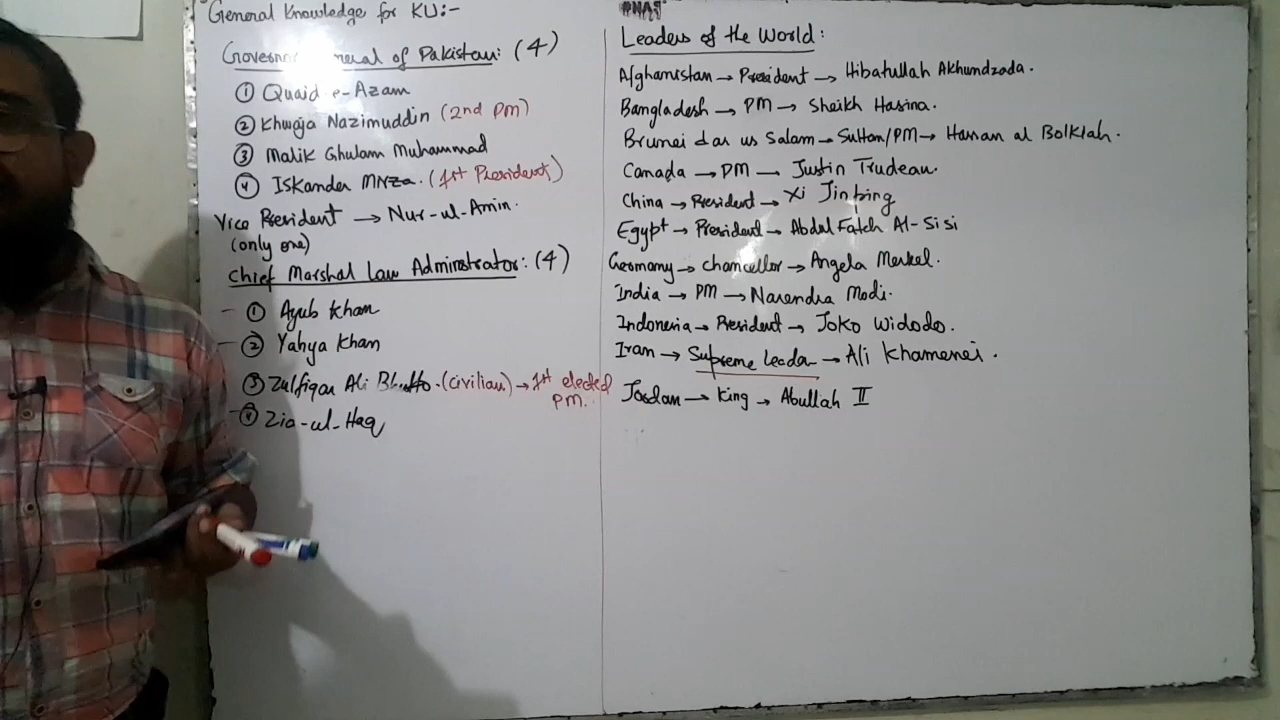 General Knowledge for KU:-
Governor General of Pakistan: (4)
① Quaid-e-Azam
② Khwaja Nazimuddin (2nd PM)
③ Malik Ghulam Muhammad
④ Iskander Mirza. (1st President)
Vice President → Nur-ul-Amin.
(only one)
Chief Marshal Law Adminstrator: (4)
- ① Ayub Khan
- ② Yahya Khan
③ Zulfiqar Ali Bhutto - (civilian) → 1st elected
PM.
- ④ Zia-ul-Haq
Leaders of the World:
Afghanistan → President → Hibatullah Akhundzada.
Bangladesh → PM → Sheikh Hasina.
Brunei dar us Salam → Sultan/PM → Hassan al Bolkiah.
Canada → PM → Justin Trudeau.
China → President → Xi Jinping
Egypt → President → Abdul Fateh Al-Sisi
Germany → Chancellor → Angela Merkel.
India → PM → Narendra Modi.
Indonesia → President → Joko Widodo.
Iran → Supreme leader → Ali Khamenei.
Jordan → King → Abullah II